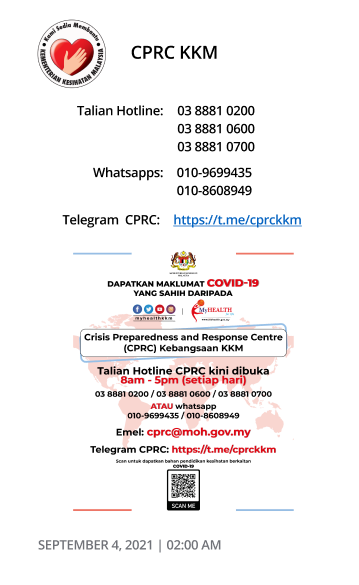 Kami Sedia Membantu
KEMENTERIAN KESIHATAN MALAYSIA
CPRC KKM
Talian Hotline: 03 8881 0200
03 8881 0600
03 8881 0700
Whatsapps: 010-9699435
010-8608949
Telegram CPRC: https://t.me/cprckkm
DAPATKAN MAKLUMAT COVID-19
YANG SAHIH DARIPADA
myhealthkkm
MyHEALTH
Crisis Preparedness and Response Centre
(CPRC) Kebangsaan KKM
Talian Hotline CPRC kini dibuka
8am - 5pm (setiap hari)
03 8881 0200 / 03 8881 0600 / 03 8881 0700
ATAU whatsapp
010-9699435 / 010-8608949
Emel: cprc@moh.gov.my
Telegram CPRC: https://t.me/cprckkm
Scan untuk dapatkan bahan pendidikan kesihatan berkaitan
COVID-19
SCAN ME
SEPTEMBER 4, 2021 | 02:00 AM